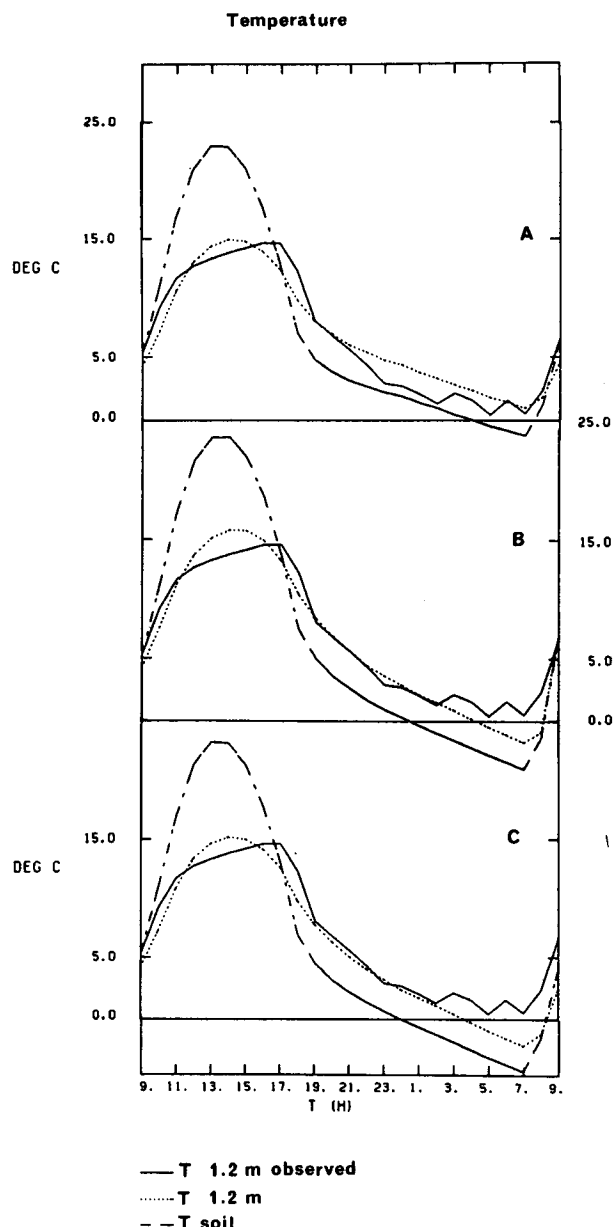 Temperature
25.0
15.0
A
DEG C
5.0
0.0
25.0
B
15.0
5.0
0.0
15.0
C
DEG C
5.0
0.0
9. 11. 13. 15. 17. 19. 21. 23. 1. 3. 5. 7. 9.
T (H)
T 1.2 m observed
T 1.2 m
T soil